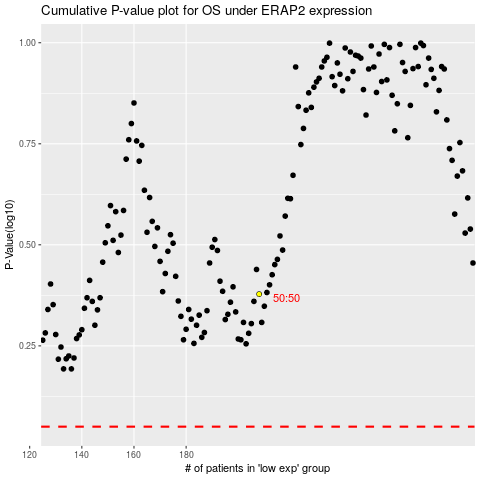 Cumulative P-value plot for OS under ERAP2 expression
P-Value(log10)
1.00
0.75
0.50
0.25
50:50
120 140 160 180
# of patients in 'low exp' group